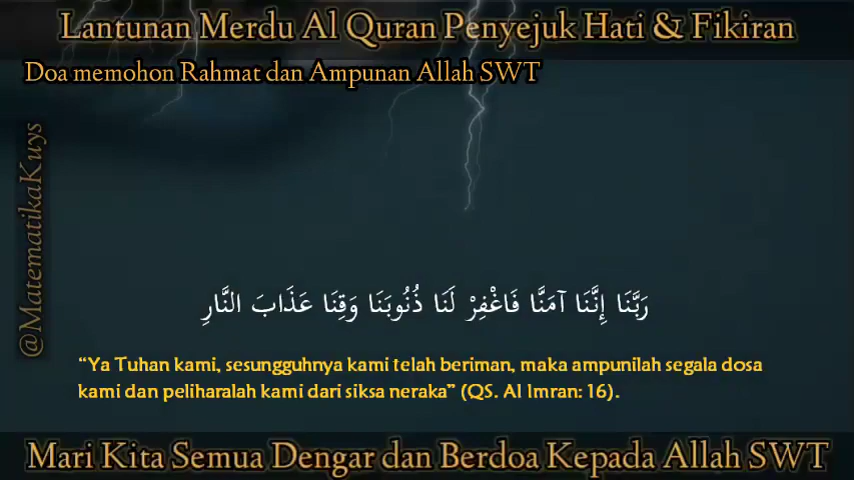 Lantunan Merdu Al Quran Penyejuk Hati & Fikiran
Doa memohon Rahmat dan Ampunan Allah SWT
@MatematikaKuys
رَبَّنَا إِنَّنَا آمَنَّا فَاغْفِرْ لَنَا ذُنُوبَنَا وَقِنَا عَذَابَ النَّارِ
“Ya Tuhan kami, sesungguhnya kami telah beriman, maka ampunilah segala dosa
kami dan peliharalah kami dari siksa neraka” (QS. Al Imran: 16).
Mari Kita Semua Dengar dan Berdoa Kepada Allah SWT